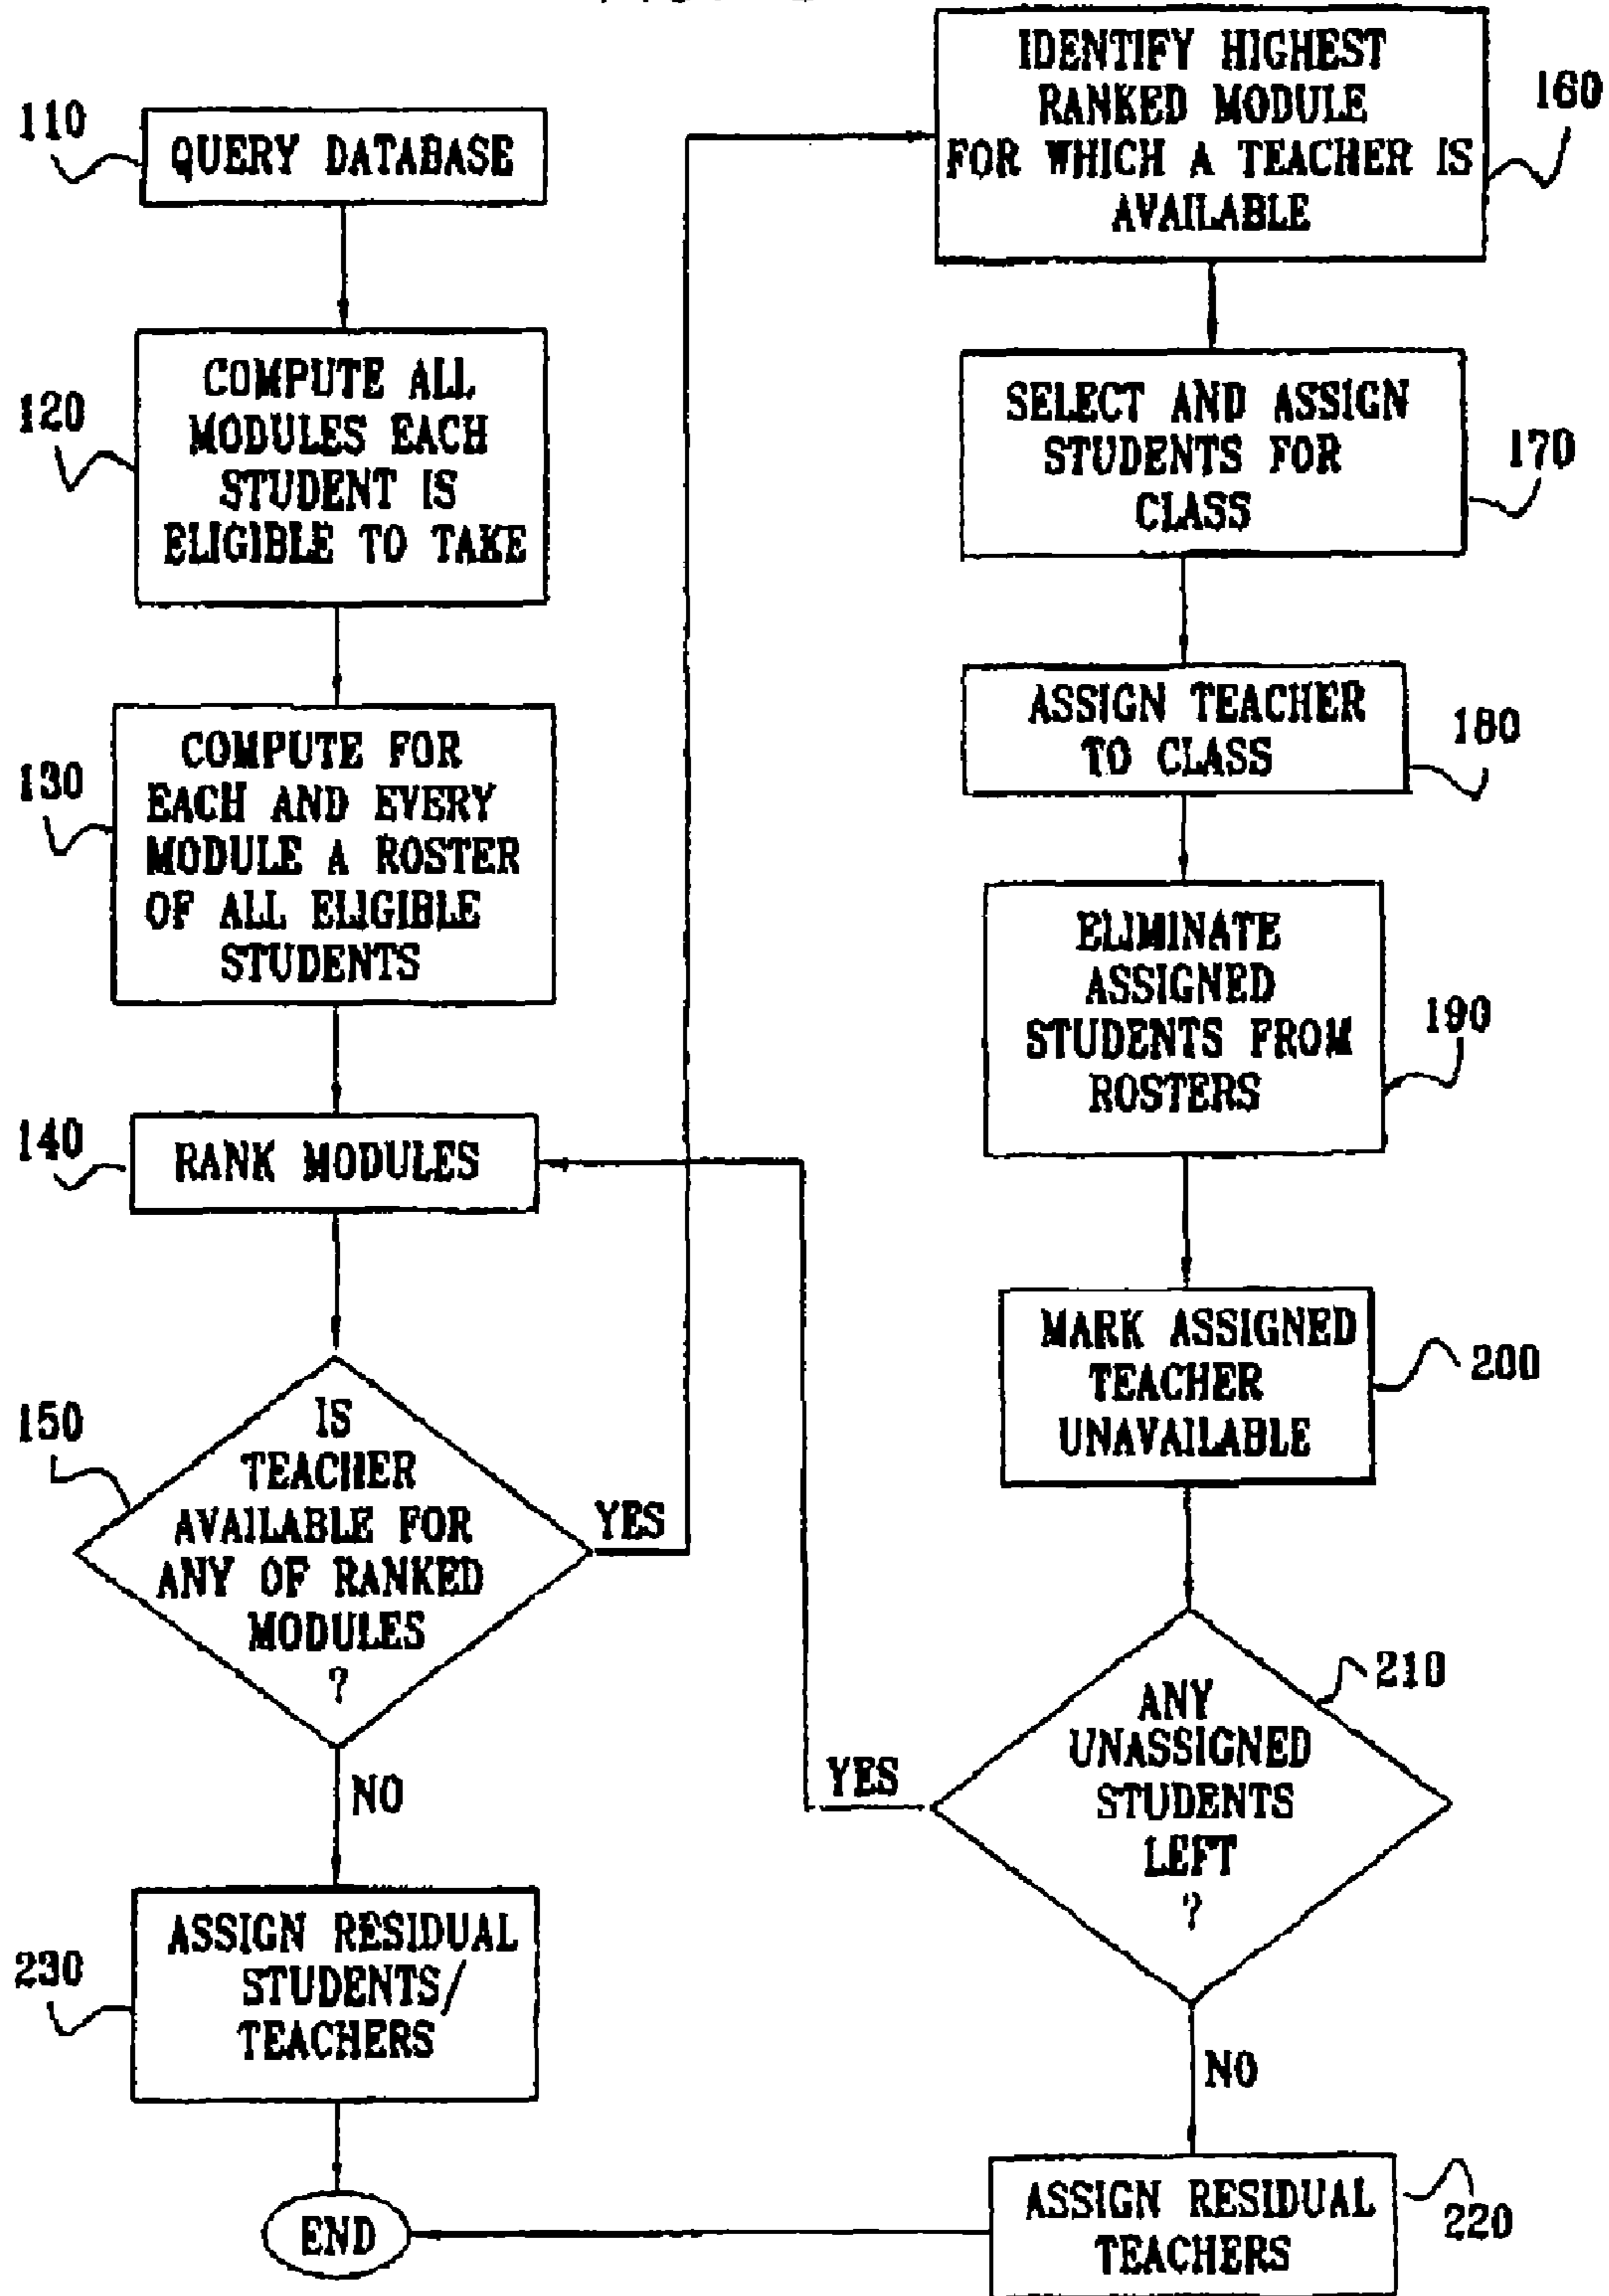 110
QUERY DATABASE
120
COMPUTE ALL
MODULES EACH
STUDENT IS
ELIGIBLE TO TAKE
130
COMPUTE FOR
EACH AND EVERY
MODULE A ROSTER
OF ALL ELIGIBLE
STUDENTS
140
RANK MODULES
150
IS
TEACHER
AVAILABLE FOR
ANY OF RANKED
MODULES
?
YES
NO
230
ASSIGN RESIDUAL
STUDENTS/
TEACHERS
END
IDENTIFY HIGHEST
RANKED MODULE
FOR WHICH A TEACHER IS
AVAILABLE
160
SELECT AND ASSIGN
STUDENTS FOR
CLASS
170
ASSIGN TEACHER
TO CLASS
180
ELIMINATE
ASSIGNED
STUDENTS FROM
ROSTERS
190
MARK ASSIGNED
TEACHER
UNAVAILABLE
200
ANY
UNASSIGNED
STUDENTS
LEFT
?
210
YES
NO
ASSIGN RESIDUAL
TEACHERS
220